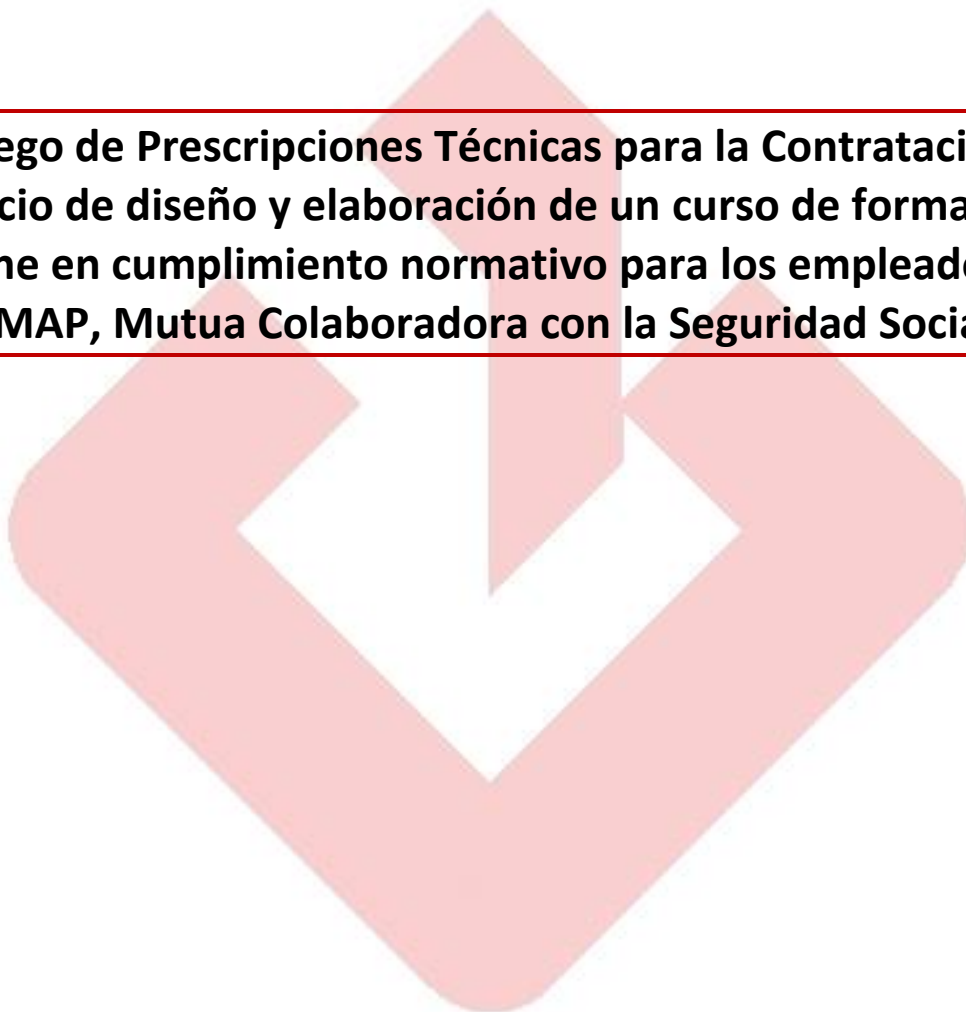 ego de Prescripciones Técnicas para la Contrataci
cio de diseño y elaboración de un curso de forma
ne en cumplimiento normativo para los emplead
MAP, Mutua Colaboradora con la Seguridad Soci